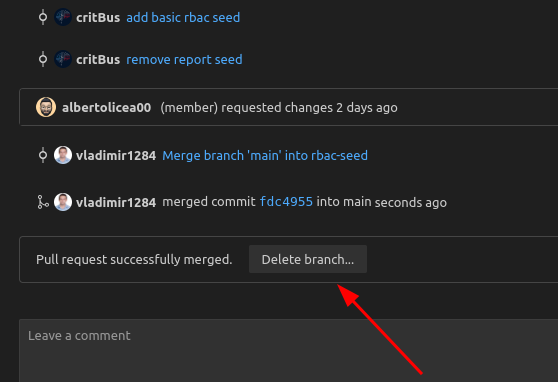 critBus add basic rbac seed
critBus remove report seed
albertolicea00 (member) requested changes 2 days ago
vladimir1284 Merge branch 'main' into rbac-seed
vladimir1284 merged commit fdc4955 into main seconds ago
Pull request successfully merged. Delete branch...
Leave a comment